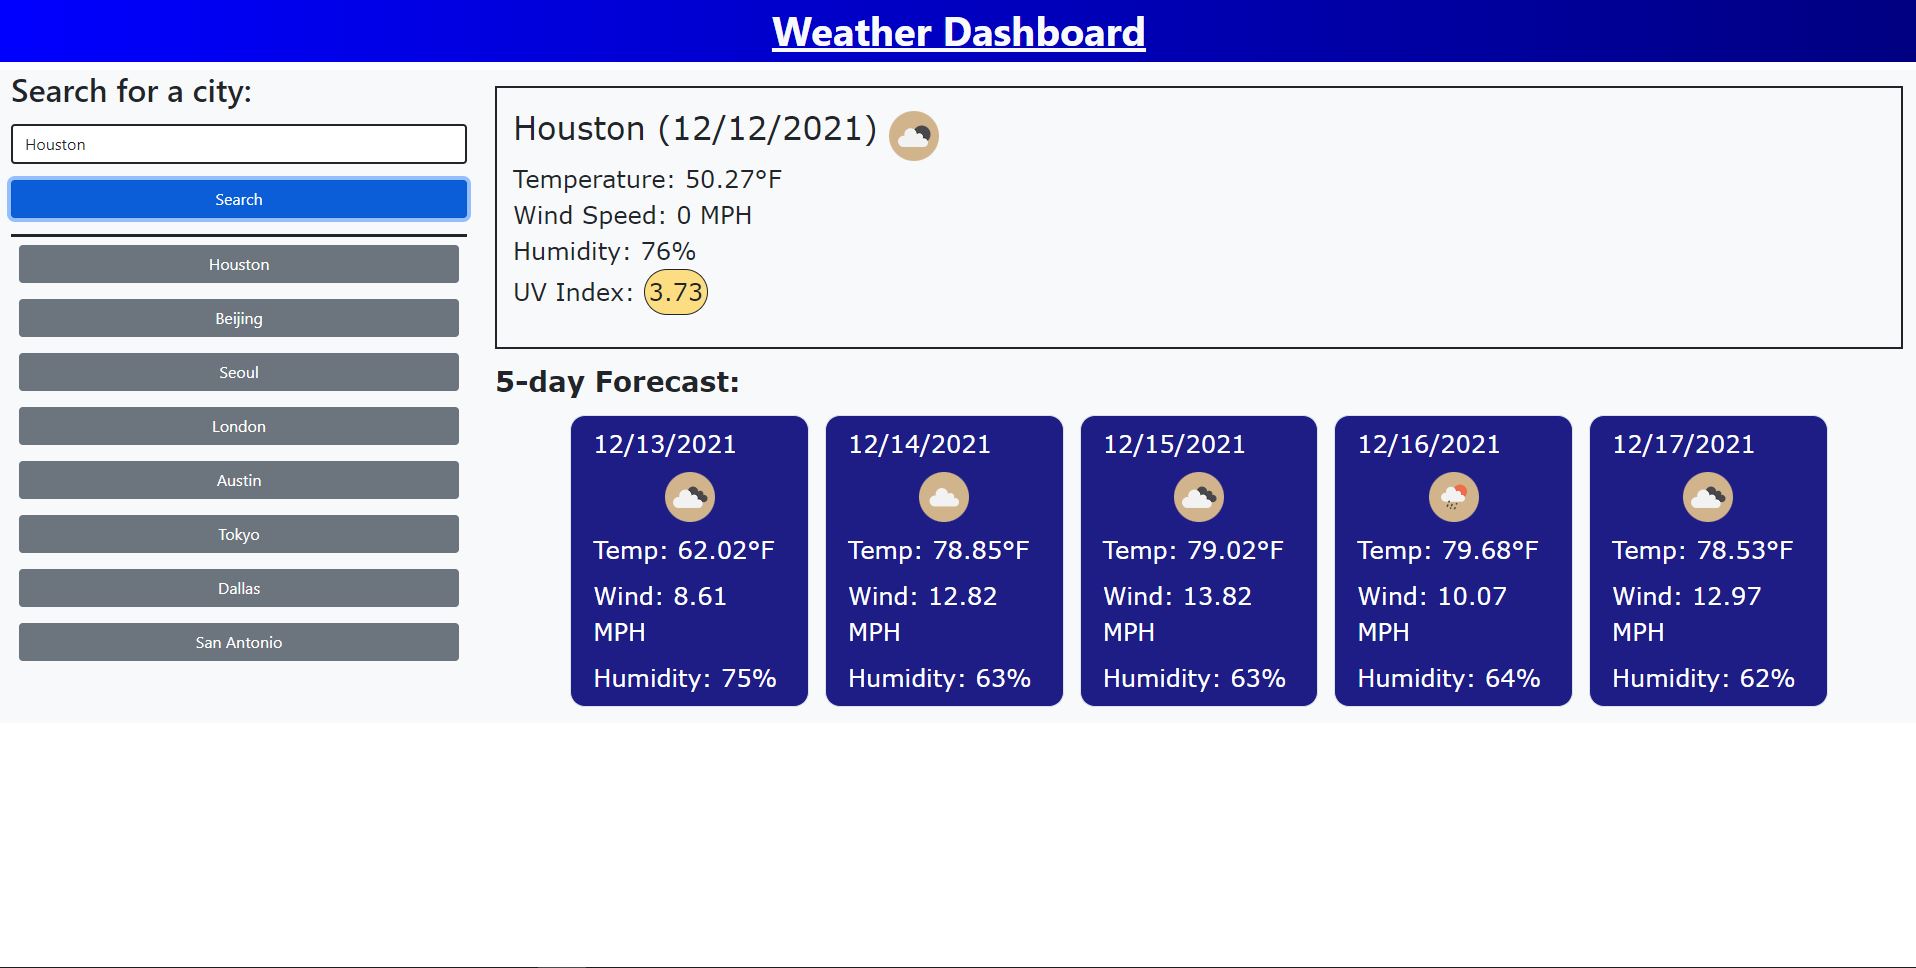 Weather Dashboard
Search for a city:
Houston
Search
Houston
Beijing
Seoul
London
Austin
Tokyo
Dallas
San Antonio
Houston (12/12/2021)
Temperature: 50.27°F
Wind Speed: 0 MPH
Humidity: 76%
UV Index: 3.73
5-day Forecast:
12/13/2021
Temp: 62.02°F
Wind: 8.61
MPH
Humidity: 75%
12/14/2021
Temp: 78.85°F
Wind: 12.82
MPH
Humidity: 63%
12/15/2021
Temp: 79.02°F
Wind: 13.82
MPH
Humidity: 63%
12/16/2021
Temp: 79.68°F
Wind: 10.07
MPH
Humidity: 64%
12/17/2021
Temp: 78.53°F
Wind: 12.97
MPH
Humidity: 62%